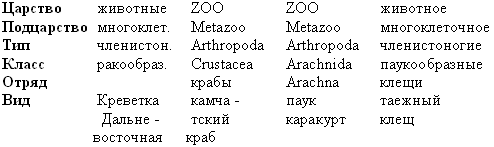 Царство животные ZOO ZOO животное
Подцарство многоклет. Metazoo Metazoo многоклеточное
Тип членистон. Arthropoda Arthropoda членистоногие
Класс ракообраз. Crustacea Arachnida паукообразные
Отряд крабы Arachna клещи
Вид Креветка камча - паук таежный
Дальне - тский каракурт клещ
восточная краб